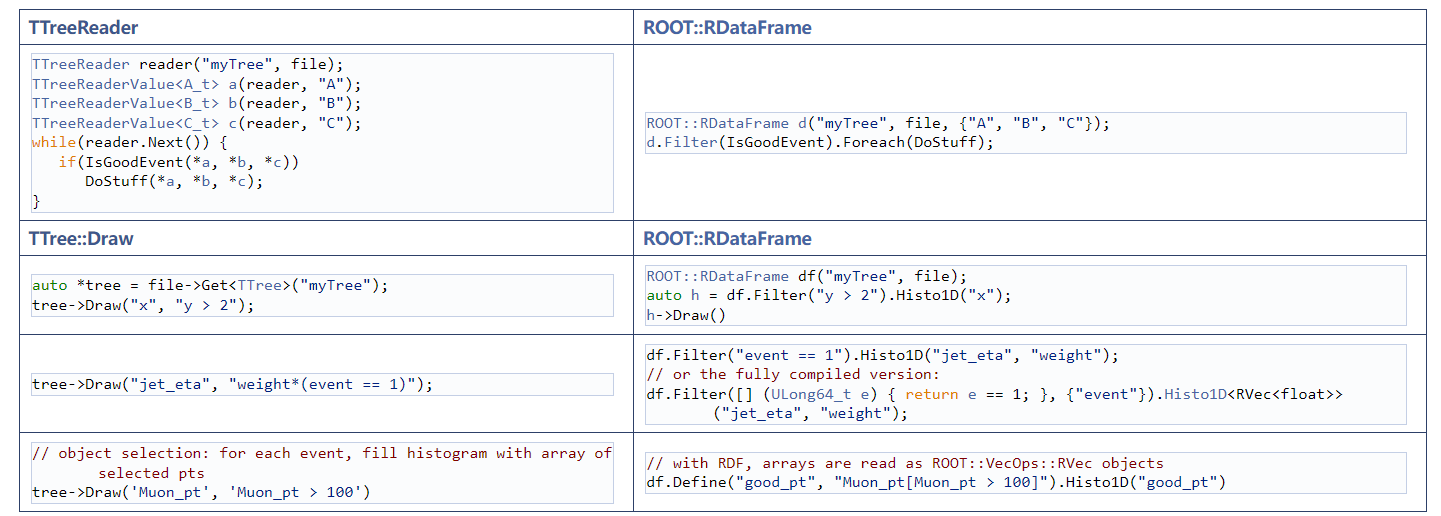 TTreeReader
ROOT::RDataFrame
TTreeReader reader("myTree", file);
TTreeReaderValue<A_t> a(reader, "A");
TTreeReaderValue<B_t> b(reader, "B");
TTreeReaderValue<C_t> c(reader, "C");
while(reader.Next()) {
   if(IsGoodEvent(*a, *b, *c))
      DoStuff(*a, *b, *c);
}
ROOT::RDataFrame d("myTree", file, {"A", "B", "C"});
d.Filter(IsGoodEvent).Foreach(DoStuff);
TTree::Draw
ROOT::RDataFrame
auto *tree = file->Get<TTree>("myTree");
tree->Draw("x", "y > 2");
ROOT::RDataFrame df("myTree", file);
auto h = df.Filter("y > 2").Histo1D("x");
h->Draw()
tree->Draw("jet_eta", "weight*(event == 1)");
df.Filter("event == 1").Histo1D("jet_eta", "weight");
// or the fully compiled version:
df.Filter([] (ULong64_t e) { return e == 1; }, {"event"}).Histo1D<RVec<float>>
("jet_eta", "weight");
// object selection: for each event, fill histogram with array of
selected pts
tree->Draw('Muon_pt', 'Muon_pt > 100')
// with RDF, arrays are read as ROOT::VecOps::RVec objects
df.Define("good_pt", "Muon_pt[Muon_pt > 100]").Histo1D("good_pt")